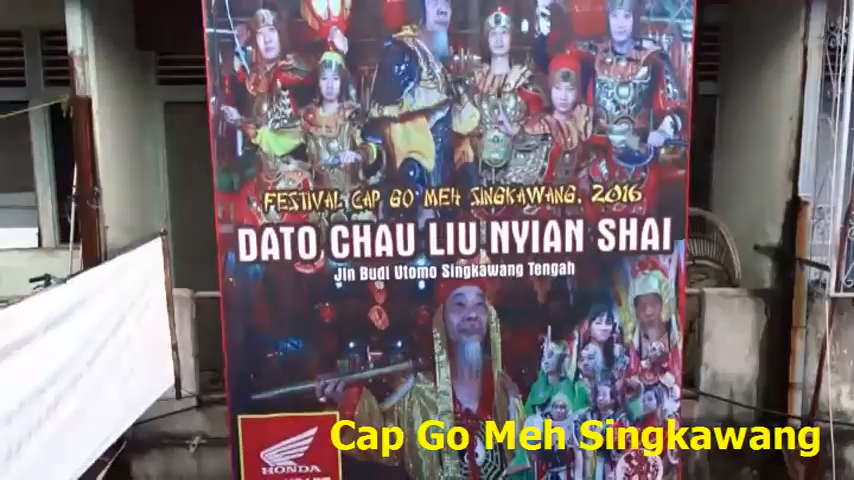 FESTIVAL CAP GO MEH SINGKAWANG, 2016
DATO CHAU LIU NYIAN SHAI
Jln Budi Utomo Singkawang Tengah
HONDA
Cap Go Meh Singkawang